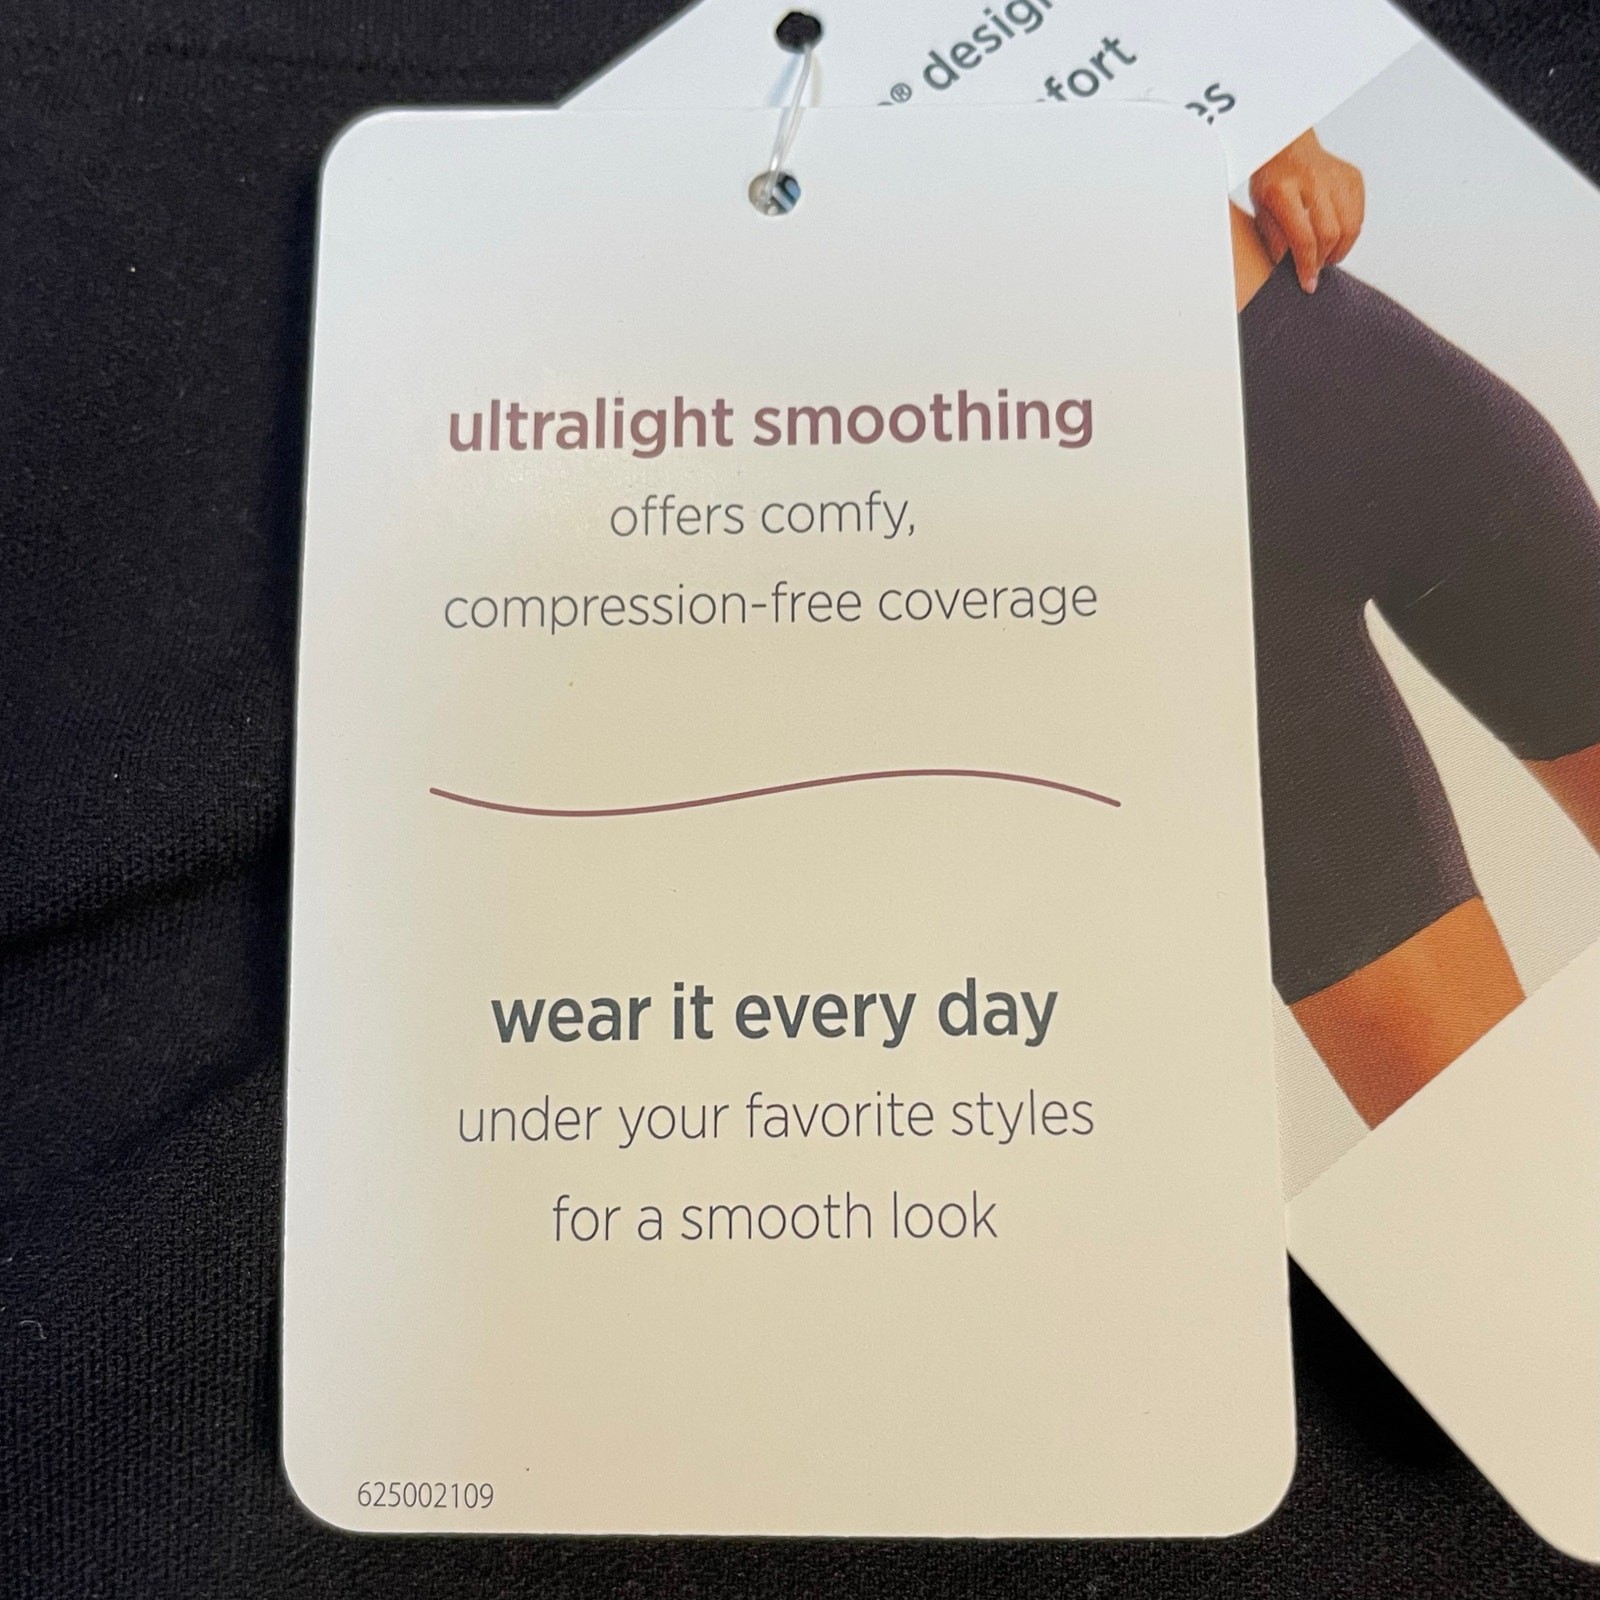 design
ultralight smoothing
offers comfy,
compression-free coverage
wear it every day
under your favorite styles
for a smooth look
625002109